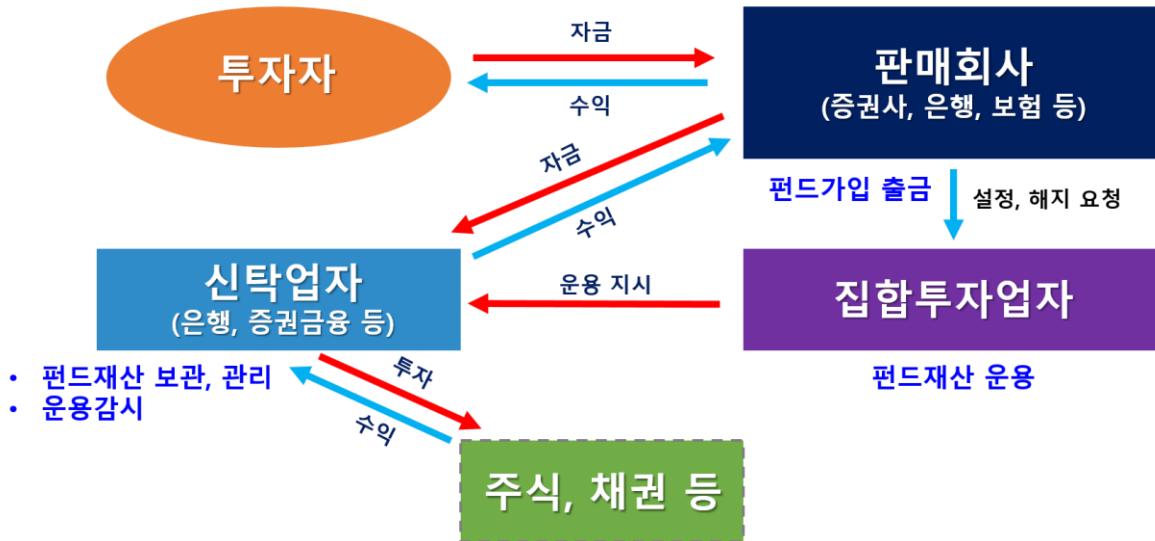 투자자
자금
수익
판매회사
(증권사, 은행, 보험 등)
자금
수익
펀드가입 출금
설정, 해지 요청
신탁업자
(은행, 증권금융 등)
운용 지시
집합투자업자
• 펀드재산 보관, 관리
• 운용감시
펀드재산 운용
투자
수익
주식, 채권 등